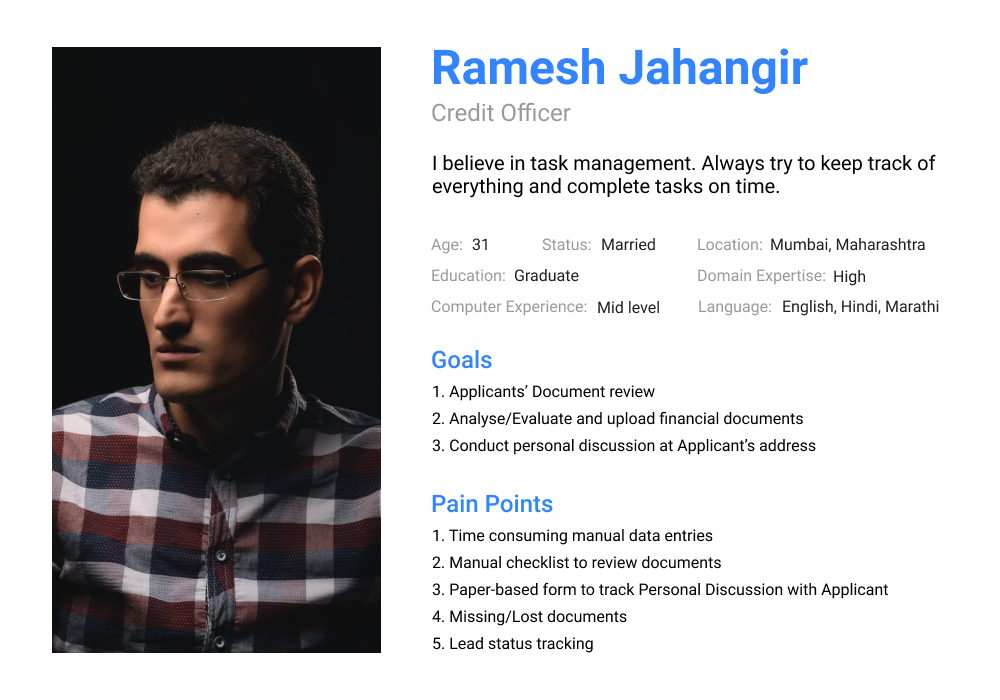 Ramesh Jahangir
Credit Officer
I believe in task management. Always try to keep track of
everything and complete tasks on time.
Age: 31 Status: Married Location: Mumbai, Maharashtra
Education: Graduate Domain Expertise: High
Computer Experience: Mid level Language: English, Hindi, Marathi
Goals
1. Applicants’ Document review
2. Analyse/Evaluate and upload financial documents
3. Conduct personal discussion at Applicant’s address
Pain Points
1. Time consuming manual data entries
2. Manual checklist to review documents
3. Paper-based form to track Personal Discussion with Applicant
4. Missing/Lost documents
5. Lead status tracking